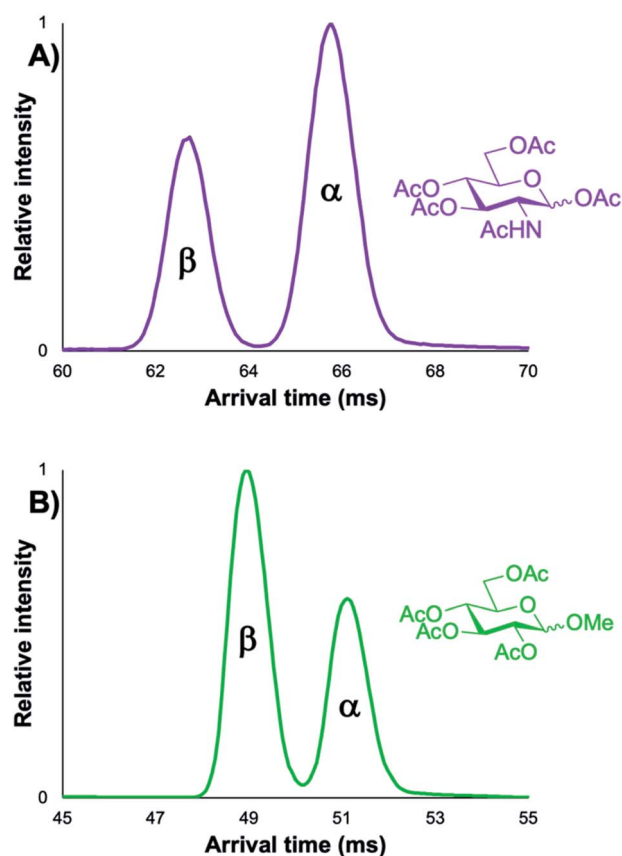 A)
Relative intensity
1
0
β
α
OAc
O
AcO
AcO
OAc
AcHN
60 62 64 66 68 70
Arrival time (ms)
B)
Relative intensity
1
0
β
α
OAc
O
AcO
AcO
OMe
AcO
45 47 49 51 53 55
Arrival time (ms)